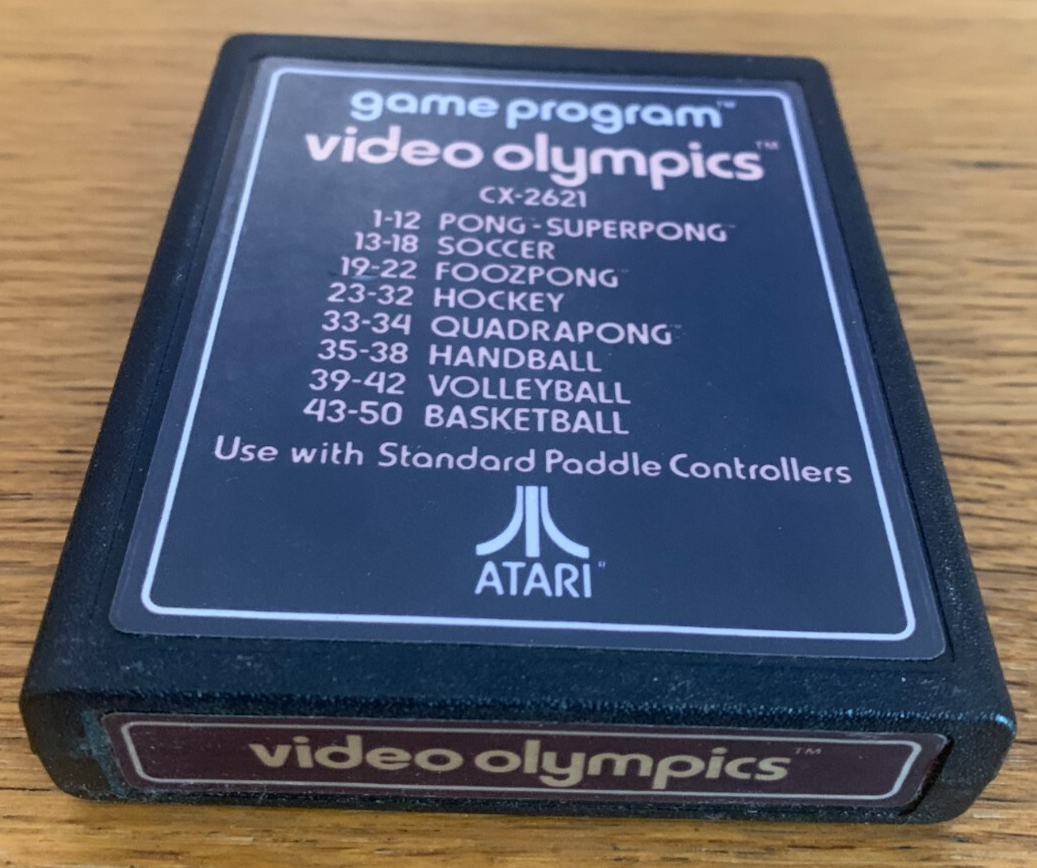 game program™
video olympics™
CX-2621
1-12 PONG™-SUPERPONG™
13-18 SOCCER
19-22 FOOZPONG™
23-32 HOCKEY
33-34 QUADRAPONG™
35-38 HANDBALL
39-42 VOLLEYBALL
43-50 BASKETBALL
Use with Standard Paddle Controllers
ATARI™
video olympics™